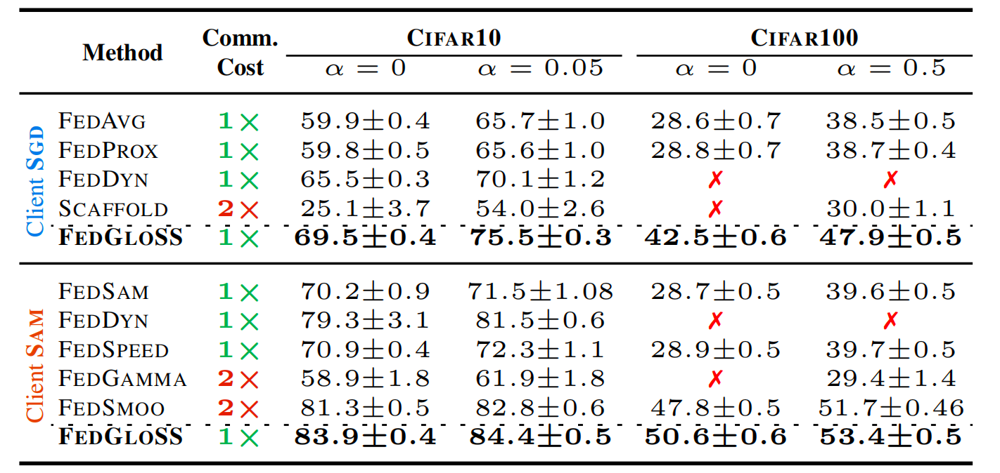 Method Comm. Cost CIFAR10 CIFAR100
α = 0 α = 0.05 α = 0 α = 0.5
Client SGD
FEDAVG 1× 59.9±0.4 65.7±1.0 28.6±0.7 38.5±0.5
FEDPROX 1× 59.8±0.5 65.6±1.0 28.8±0.7 38.7±0.4
FEDDYN 1× 65.5±0.3 70.1±1.2 ✗ ✗
SCAFFOLD 2× 25.1±3.7 54.0±2.6 ✗ 30.0±1.1
FEDGLOSS 1× 69.5±0.4 75.5±0.3 42.5±0.6 47.9±0.5
Client SAM
FEDSAM 1× 70.2±0.9 71.5±1.08 28.7±0.5 39.6±0.5
FEDDYN 1× 79.3±3.1 81.5±0.6 ✗ ✗
FEDSPEED 1× 70.9±0.4 72.3±1.1 28.9±0.5 39.7±0.5
FEDGAMMA 2× 58.9±1.8 61.9±1.8 ✗ 29.4±1.4
FEDSMOO 2× 81.3±0.5 82.8±0.6 47.8±0.5 51.7±0.46
FEDGLOSS 1× 83.9±0.4 84.4±0.5 50.6±0.6 53.4±0.5